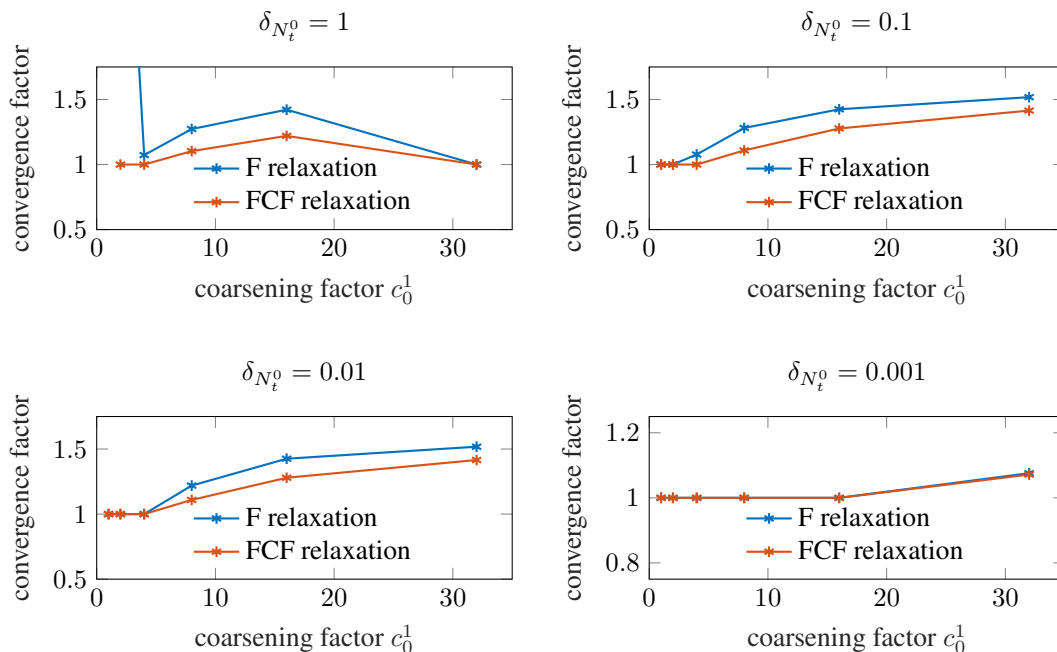 δ_{N_t^0} = 1
convergence factor
1.5
1
0.5
0 10 20 30
coarsening factor c_0^1
F relaxation
FCF relaxation
δ_{N_t^0} = 0.1
convergence factor
1.5
1
0.5
0 10 20 30
coarsening factor c_0^1
F relaxation
FCF relaxation
δ_{N_t^0} = 0.01
convergence factor
1.5
1
0.5
0 10 20 30
coarsening factor c_0^1
F relaxation
FCF relaxation
δ_{N_t^0} = 0.001
convergence factor
1.2
1
0.8
0 10 20 30
coarsening factor c_0^1
F relaxation
FCF relaxation